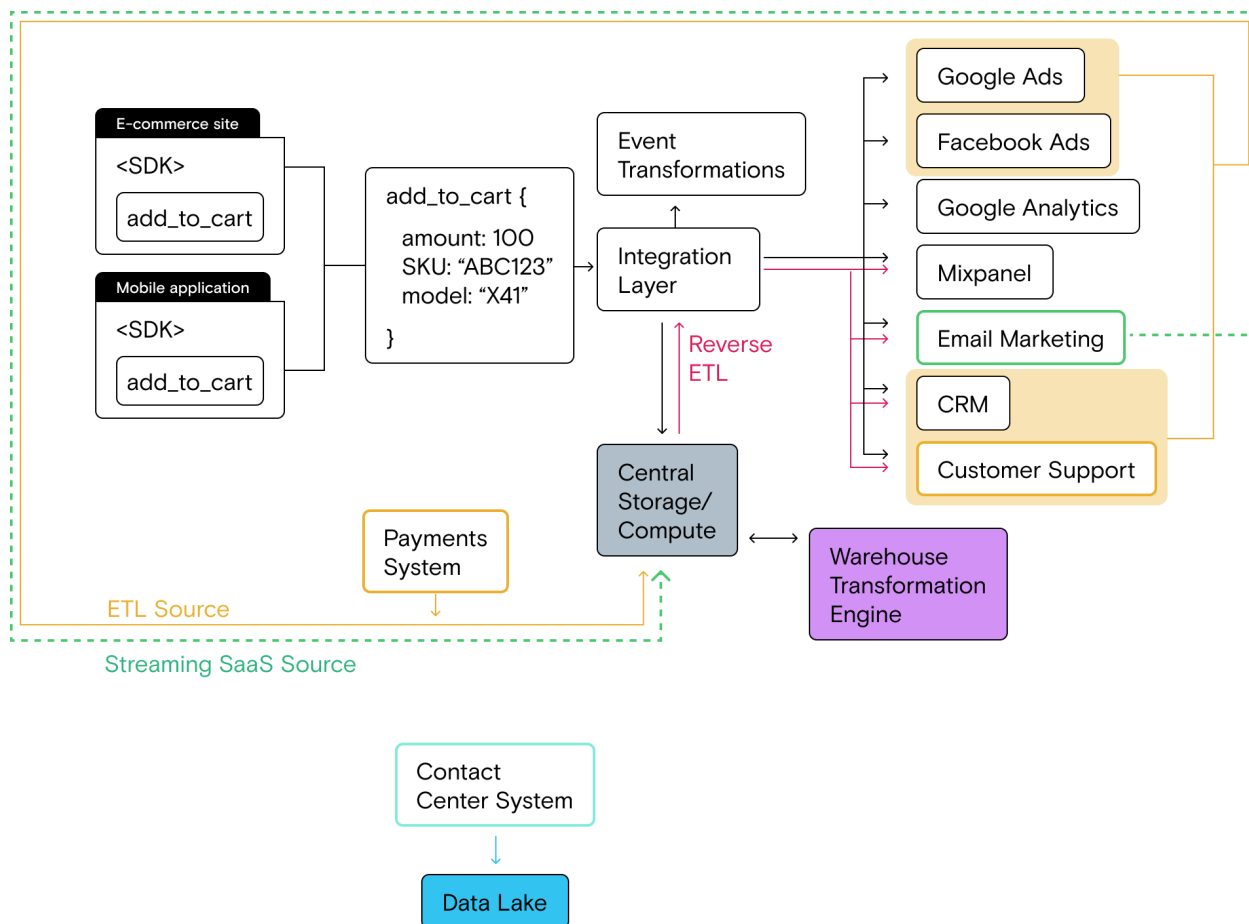 E-commerce site
<SDK>
add_to_cart
Mobile application
<SDK>
add_to_cart
add_to_cart {
amount: 100
SKU: “ABC123”
model: “X41”
}
Event
Transformations
Integration
Layer
Reverse
ETL
Google Ads
Facebook Ads
Google Analytics
Mixpanel
Email Marketing
CRM
Customer Support
Central
Storage/
Compute
Warehouse
Transformation
Engine
Payments
System
ETL Source
Streaming SaaS Source
Contact
Center System
Data Lake